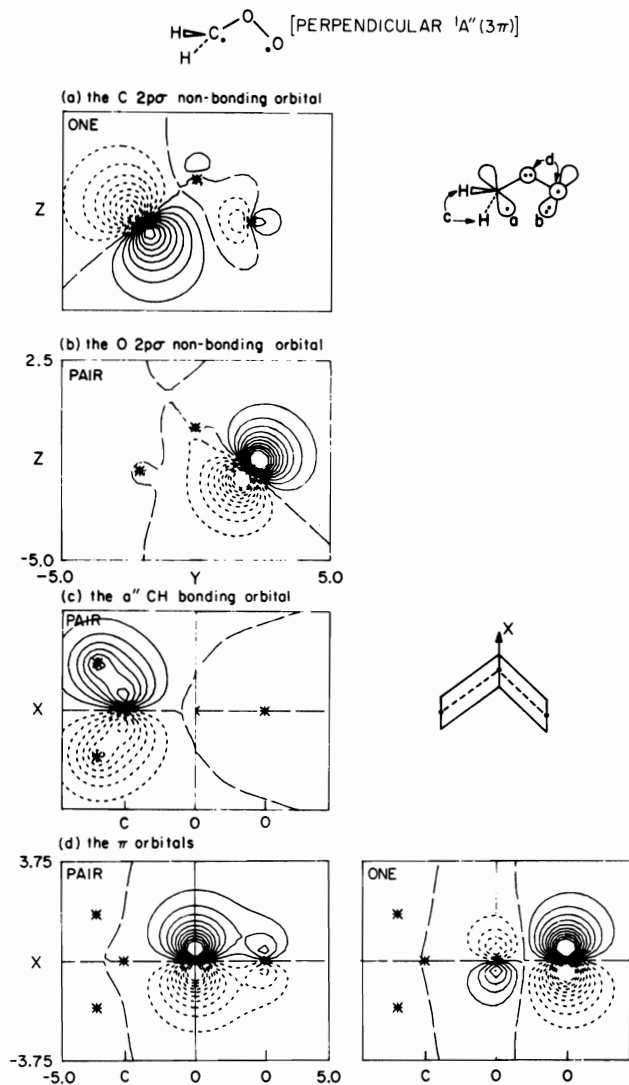 O
H C. .O [PERPENDICULAR ¹A″(3π)]
H
(a) the C 2pσ non-bonding orbital
ONE
Z
d
H
c H a b
(b) the O 2pσ non-bonding orbital
2.5
PAIR
Z
-5.0
-5.0 Y 5.0
(c) the a″ CH bonding orbital
PAIR
X
X
C O O
(d) the π orbitals
3.75
PAIR
ONE
X
-3.75
-5.0 C O O 5.0
C O O